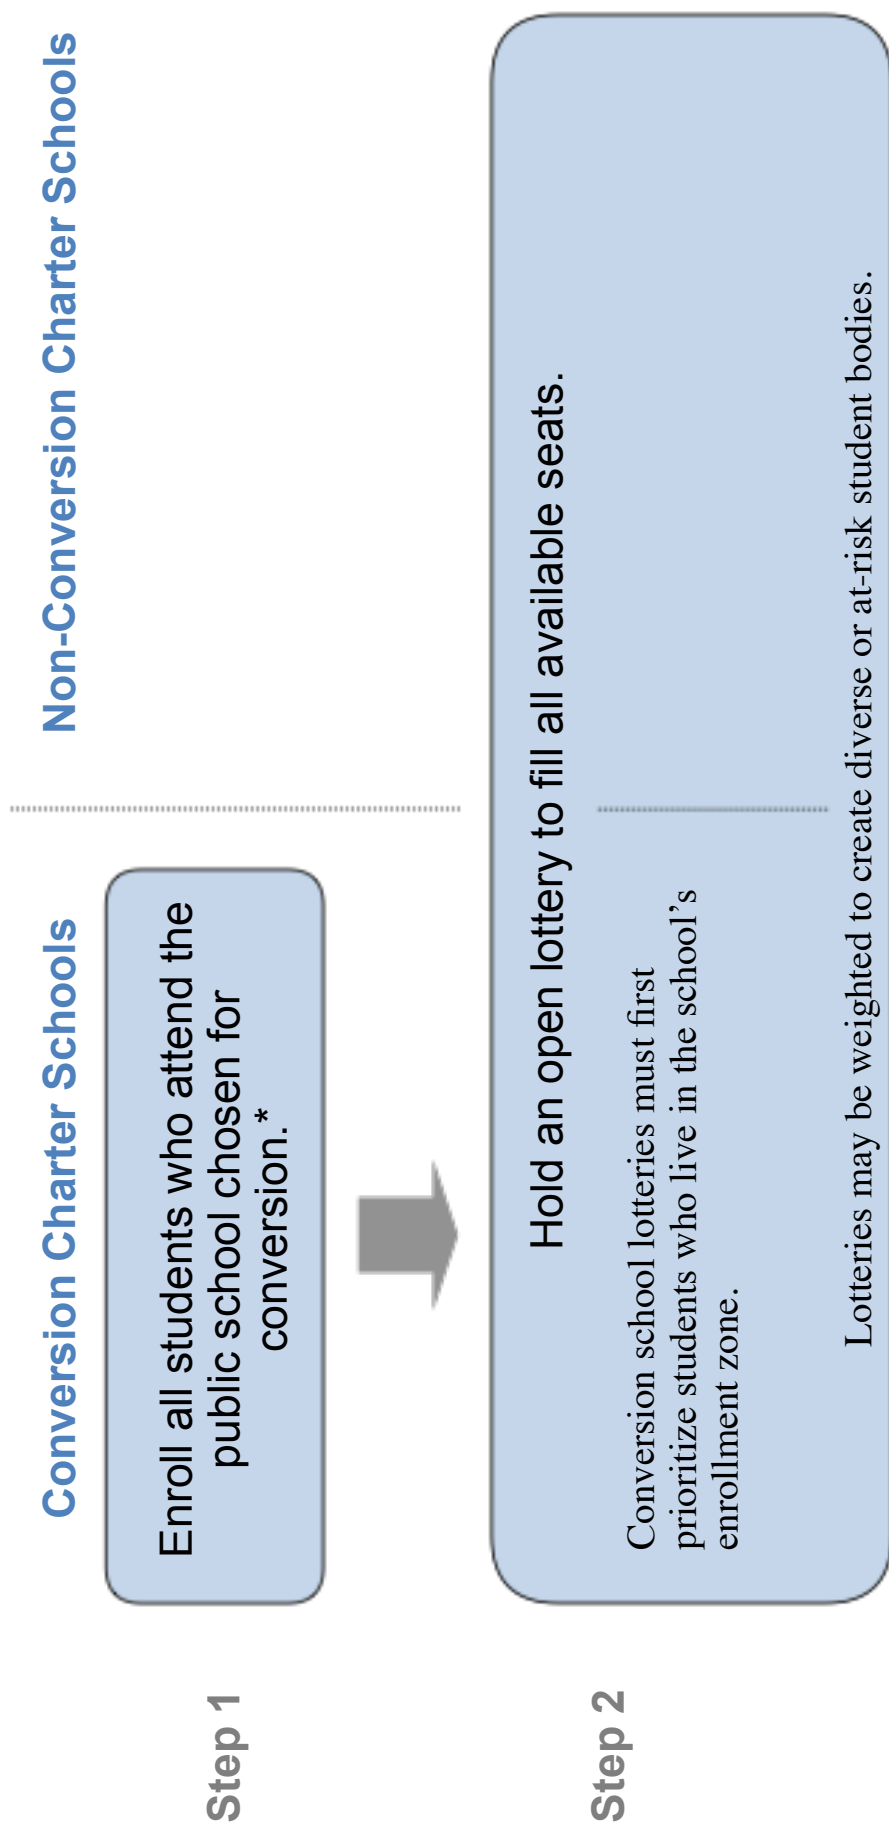 Conversion Charter Schools
Non-Conversion Charter Schools
Step 1
Enroll all students who attend the
public school chosen for
conversion.*
Step 2
Hold an open lottery to fill all available seats.
Conversion school lotteries must first
prioritize students who live in the school’s
enrollment zone.
Lotteries may be weighted to create diverse or at-risk student bodies.